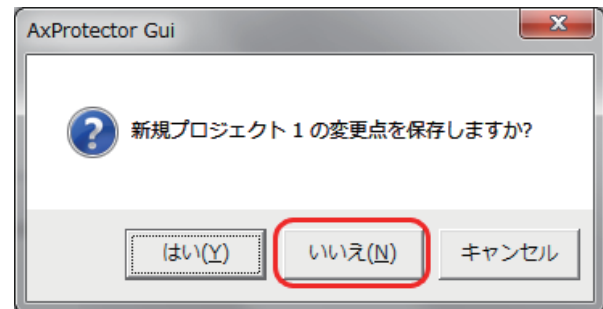 AxProtector Gui
新規プロジェクト 1 の変更点を保存しますか?
はい(Y) いいえ(N) キャンセル